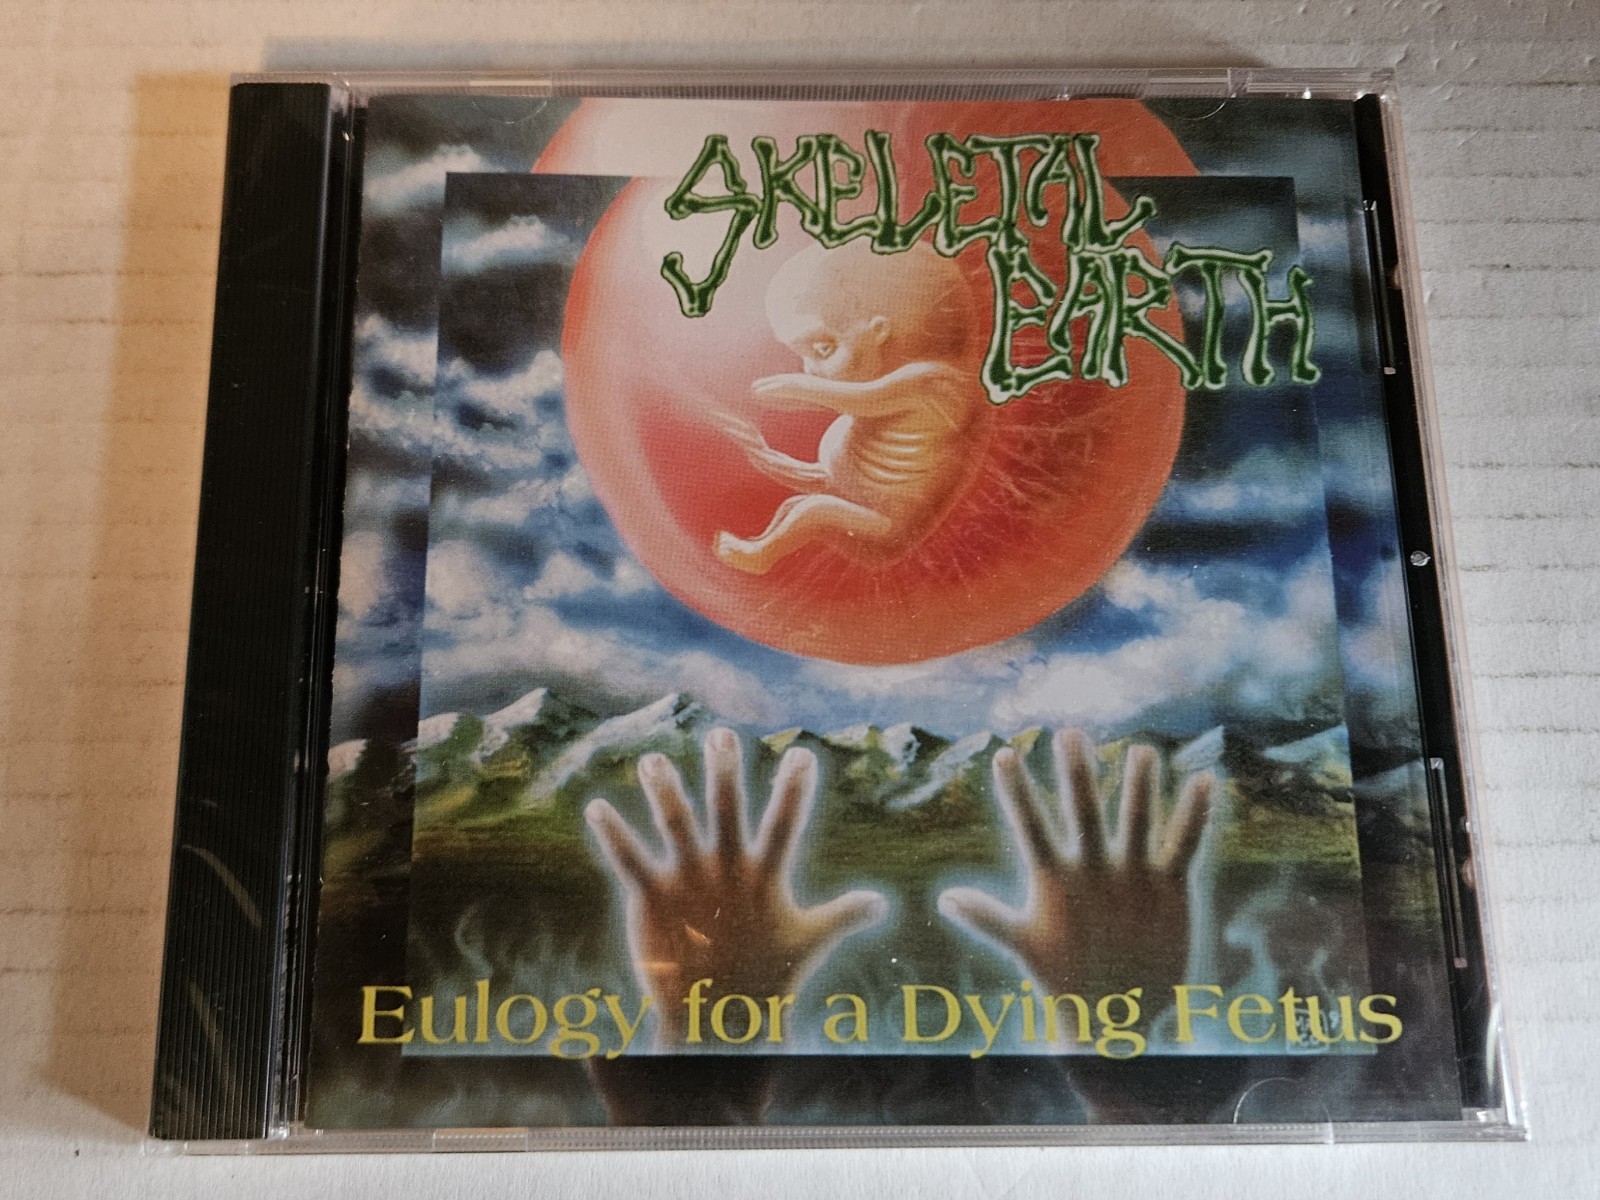 SKELETAL
EARTH
Eulogy for a Dying Fetus